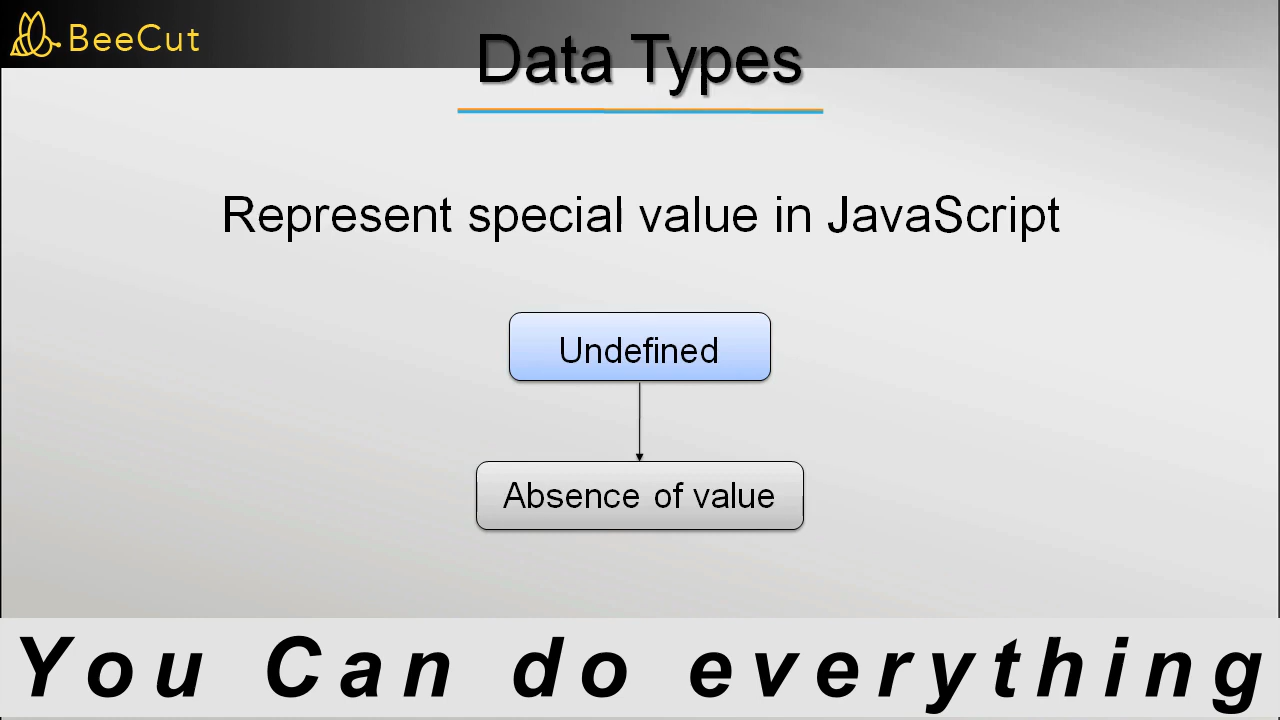 BeeCut
Data Types
Represent special value in JavaScript
Undefined
Absence of value
You Can do everything